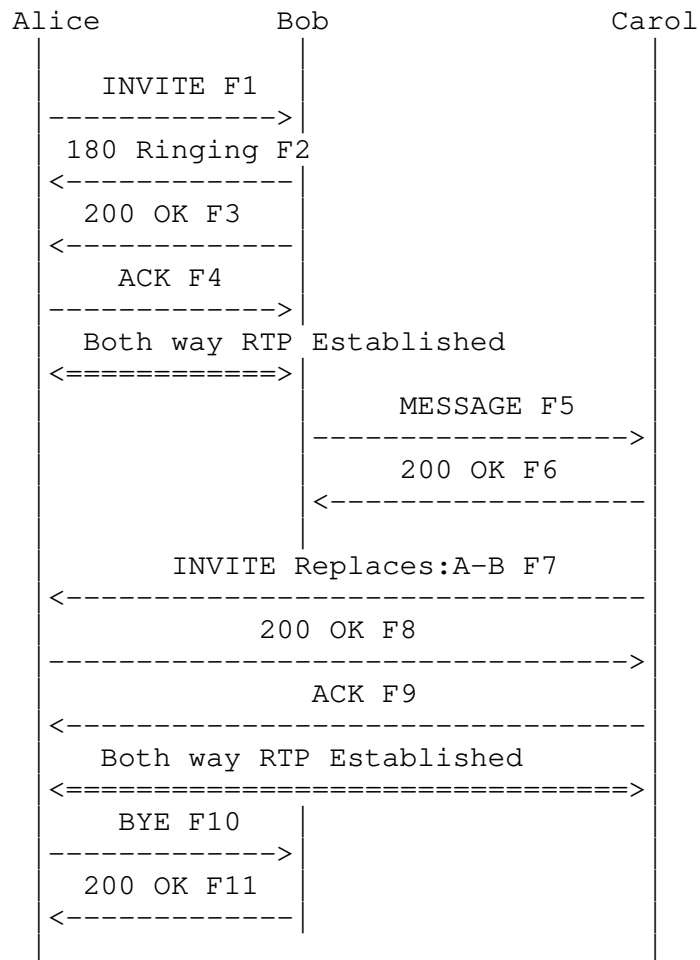 Alice Bob Carol
INVITE F1
180 Ringing F2
200 OK F3
ACK F4
Both way RTP Established
MESSAGE F5
200 OK F6
INVITE Replaces:A-B F7
200 OK F8
ACK F9
Both way RTP Established
BYE F10
200 OK F11